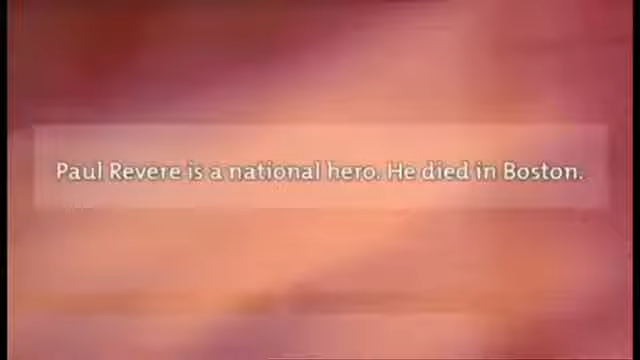 Paul Revere is a national hero. He died in Boston.